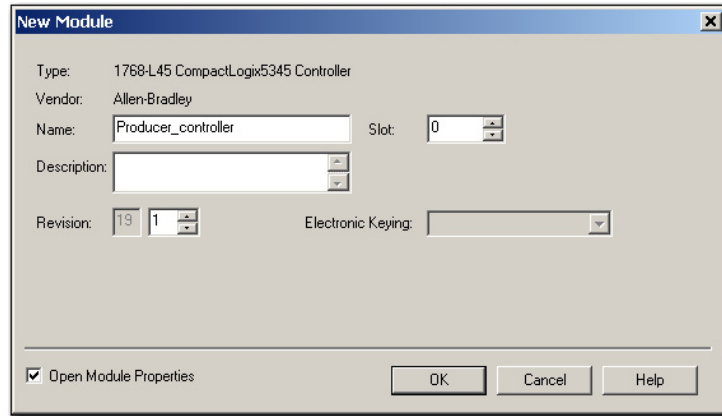 New Module
Type: 1768-L45 CompactLogix5345 Controller
Vendor: Allen-Bradley
Name: Producer_controller Slot: 0
Description:
Revision: 19 1 Electronic Keying:
Open Module Properties OK Cancel Help